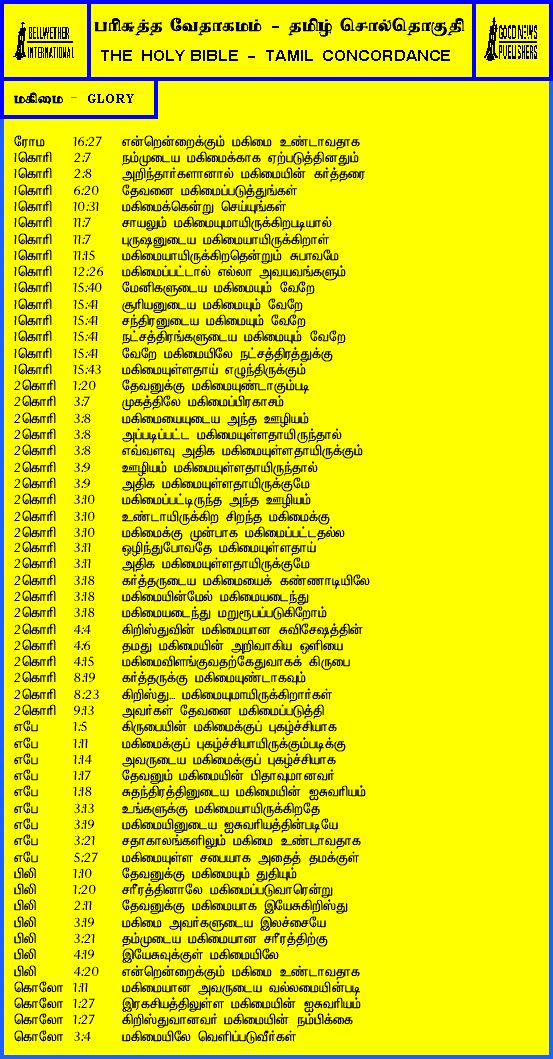 BELLWETHER
INTERNATIONAL
பரிசுத்த வேதாகமம் - தமிழ் சொல்தொகுதி
THE HOLY BIBLE - TAMIL CONCORDANCE
GOOD NEWS
PUBLISHERS
மகிமை - GLORY
ரோம 16:27 என்றென்றைக்கும் மகிமை உண்டாவதாக
1கொரி 2:7 நம்முடைய மகிமைக்காக ஏற்படுத்தினதும்
1கொரி 2:8 அறிந்தார்களானால் மகிமையின் கர்த்தரை
1கொரி 6:20 தேவனை மகிமைப்படுத்துங்கள்
1கொரி 10:31 மகிமைக்கென்று செய்யுங்கள்
1கொரி 11:7 சாயலும் மகிமையுமாயிருக்கிறபடியால்
1கொரி 11:7 புருஷனுடைய மகிமையாயிருக்கிறாள்
1கொரி 11:15 மகிமையாயிருக்கிறதென்றும் சுபாவமே
1கொரி 12:26 மகிமைப்பட்டால் எல்லா அவயவங்களும்
1கொரி 15:40 மேனிகளுடைய மகிமையும் வேறே
1கொரி 15:41 சூரியனுடைய மகிமை வேறே
1கொரி 15:41 சந்திரனுடைய மகிமையும் வேறே
1கொரி 15:41 நட்சத்திரங்களுடைய மகிமையும் வேறே
1கொரி 15:41 வேறே மகிமையிலே நட்சத்திரத்துக்கு
1கொரி 15:43 மகிமையுள்ளதாய் எழுந்திருக்கும்
2கொரி 1:20 தேவனுக்கு மகிமையுண்டாகும்படி
2கொரி 3:7 முகத்திலே மகிமைப்பிரகாசம்
2கொரி 3:8 மகிமையையுடைய அந்த ஊழியம்
2கொரி 3:8 அப்படிப்பட்ட மகிமையுள்ளதாயிருந்தால்
2கொரி 3:8 எவ்வளவு அதிக மகிமையுள்ளதாயிருக்கும்
2கொரி 3:9 ஊழியம் மகிமையுள்ளதாயிருந்தால்
2கொரி 3:9 அதிக மகிமையுள்ளதாயிருக்குமே
2கொரி 3:10 மகிமைப்பட்டிருந்த அந்த ஊழியம்
2கொரி 3:10 உண்டாயிருக்கிற சிறந்த மகிமைக்கு
2கொரி 3:10 மகிமைக்கு முன்பாக மகிமைப்பட்டதல்ல
2கொரி 3:11 ஒழிந்துபோவதே மகிமையுள்ளதாய்
2கொரி 3:11 அதிக மகிமையுள்ளதாயிருக்குமே
2கொரி 3:18 கர்த்தருடைய மகிமையைக் கண்ணாடியிலே
2கொரி 3:18 மகிமையின்மேல் மகிமையடைந்து
2கொரி 3:18 மகிமையடைந்து மறுரூபப்படுகிறோம்
2கொரி 4:4 கிறிஸ்துவின் மகிமையான சுவிசேஷத்தின்
2கொரி 4:6 தமது மகிமையின் அறிவாகிய ஒளியை
2கொரி 4:15 மகிமைவிளங்குவதற்கேதுவாகக் கிருபை
2கொரி 8:19 கர்த்தருக்கு மகிமையுண்டாகவும்
2கொரி 8:23 கிறிஸ்து... மகிமையுமாயிருக்கிறார்கள்
2கொரி 9:13 அவர்கள் தேவனை மகிமைப்படுத்தி
எபே 1:5 கிருபையின் மகிமைக்குப் புகழ்ச்சியாக
எபே 1:11 மகிமைக்குப் புகழ்ச்சியாயிருக்கும்படிக்கு
எபே 1:14 அவருடைய மகிமைக்குப் புகழ்ச்சியாக
எபே 1:17 தேவனும் மகிமையின் பிதாவுமானவர்
எபே 1:18 சுதந்திரத்தினுடைய மகிமையின் ஐசுவரியம்
எபே 3:13 உங்களுக்கு மகிமையாயிருக்கிறதே
எபே 3:19 மகிமையினுடைய ஐசுவரியத்தின்படியே
எபே 3:21 சதாகாலங்களிலும் மகிமை உண்டாவதாக
எபே 5:27 மகிமையுள்ள சபையாக அதைத் தமக்குள்
பிலி 1:10 தேவனுக்கு மகிமையும் துதியும்
பிலி 1:20 சரீரத்தினாலே மகிமைப்படுவாரென்று
பிலி 2:11 தேவனுக்கு மகிமையாக இயேசுகிறிஸ்து
பிலி 3:19 மகிமை அவர்களுடைய இலச்சையே
பிலி 3:21 தம்முடைய மகிமையான சரீரத்திற்கு
பிலி 4:19 இயேசுவுக்குள் மகிமையிலே
பிலி 4:20 என்றென்றைக்கும் மகிமை உண்டாவதாக
கொலோ 1:11 மகிமையான அவருடைய வல்லமையின்படி
கொலோ 1:27 இரகசியத்திலுள்ள மகிமையின் ஐசுவரியம்
கொலோ 1:27 கிறிஸ்துவானவர் மகிமையின் நம்பிக்கை
கொலோ 3:4 மகிமையிலே வெளிப்படுவீர்கள்